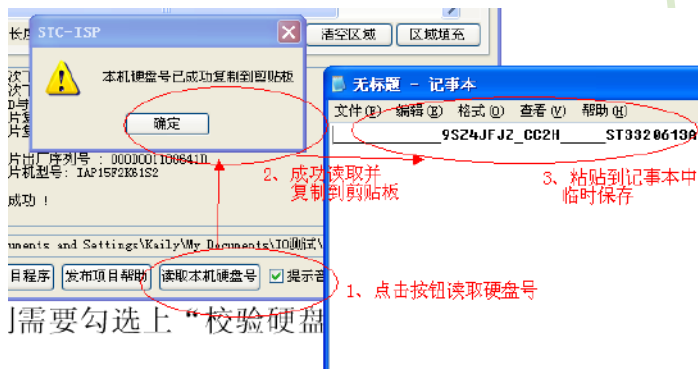 STC-ISP
本机硬盘号已成功复制到剪贴板
确定
清空区域
区域填充
无标题 - 记事本
文件(F) 编辑(E) 格式(O) 查看(V) 帮助(H)
9SZ4JFJZ_CC2H_____ST3320613A
片出厂序列号 : 0D0D001100641D
片机型号: IAP15F2K61S2
成功 !
2、成功读取并
复制到剪贴板
3、粘贴到记事本中
临时保存
uments and Settings\Kaily\My Documents\IO测试\
目程序
发布项目帮助
读取本机硬盘号
提示音
1、点击按钮读取硬盘号
需要勾选上“校验硬盘